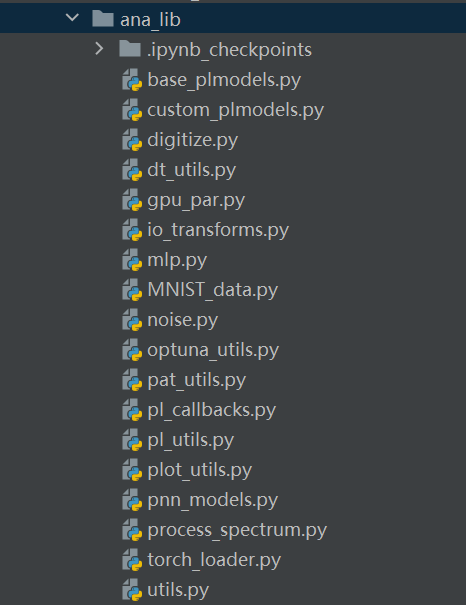 ana_lib
.ipynb_checkpoints
base_plmodels.py
custom_plmodels.py
digitize.py
dt_utils.py
gpu_par.py
io_transforms.py
mlp.py
MNIST_data.py
noise.py
optuna_utils.py
pat_utils.py
pl_callbacks.py
pl_utils.py
plot_utils.py
pnn_models.py
process_spectrum.py
torch_loader.py
utils.py